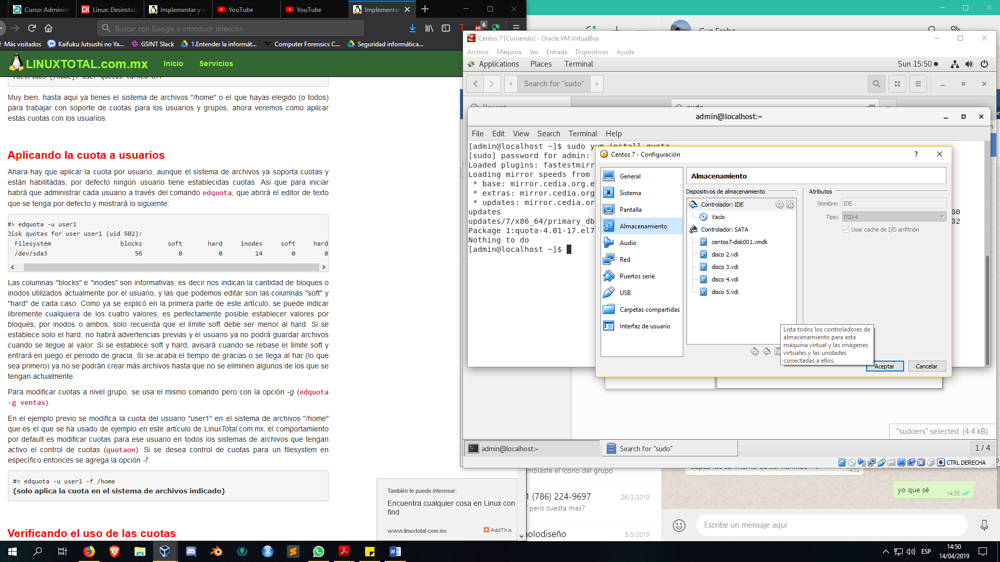 Curso: Administ
Linux: Desinstala
Implementar y a
YouTube
YouTube
Implementar
Buscar con Google o introducir dirección
6
Más visitados
Kaifuku Jutsushi no Ya...
GSINT Slack
1.Entender la informát...
Computer Forensics C...
Seguridad informática...
LINUXTOTAL.com.mx
Inicio
Servicios
/dev/sda3 [/home]: user quotas turned off
Muy bien, hasta aqui ya tienes el sistema de archivos "/home" o el que hayas elegido (o todos)
para trabajar con soporte de cuotas para los usuarios y grupos, ahora veremos como aplicar
estas cuotas con los usuarios.
Aplicando la cuota a usuarios
Ahara hay que aplicar la cuota por usuario, aunque el sistema de archivos ya soporta cuotas y
están habilitadas, por defecto ningún usuario tiene establecidas cuotas. Asi que para iniciar
habrá que administrar cada usuario a través del comando edquota, que abrirá el editor de texto
que se tenga por defecto y mostrará lo siguiente:
#> edquota -u user1
Disk quotas for user user1 (uid 502):
Filesystem blocks soft hard inodes soft hard
/dev/sda3 56 0 0 14 0 0
Las columnas "blocks" e "inodes" son informativas, es decir nos indican la cantidad de bloques o
inodos utilizados actualmente por el usuario, y las que podemos editar son las columnas "soft" y
"hard" de cada caso. Como ya se explicó en la primera parte de este artículo, se puede indicar
libremente cualquiera de los cuatro valores, es perfectamente posible establecer valores por
bloques, por inodos o ambos, solo recuerda que el límite soft debe ser menor al hard. Si se
establece solo el hard, no habrá advertencias previas y el usuario ya no podrá guardar archivos
cuando se llegue al valor. Si se establece soft y hard, avisará cuando se rebase el límite soft y
entrará en juego el periodo de gracia. Si se acaba el tiempo de gracias o se llega al har (lo que
sea primero) ya no se podrán crear más archivos hasta que no se eliminen algunos de los que se
tengan actualmente.
Para modificar cuotas a nivel grupo, se usa el mismo comando pero con la opción -g (edquota
-g ventas).
En el ejemplo previo se modifica la cuota del usuario "user1" en el sistema de archivos "/home"
que es el que se ha usado de ejemplo en este artículo de LinuxTotal.com.mx, el comportamiento
por default es modificar cuotas para ese usuario en todos los sistemas de archivos que tengan
activo el control de cuotas (quotaon). Si se desea control de cuotas para un filesystem en
específico entonces se agrega la opción -f:
#> edquota -u user1 -f /home
(solo aplica la cuota en el sistema de archivos indicado)
Verificando el uso de las cuotas
También te puede interesar:
Encuentra cualquier cosa en Linux con
find
www.linuxtotal.com.mx
AddThis
Centos 7 [Corriendo] - Oracle VM VirtualBox
Archivo Máquina Ver Entrada Dispositivos Ayuda
Applications Places Terminal
Sun 15:50
Search for “sudo”
Recent
sudo
admin@localhost:~
File Edit View Search Terminal Help
[admin@localhost ~]$ sudo yum install quota
[sudo] password for admin:
Loaded plugins: fastestmirr
Loading mirror speeds from
* base: mirror.cedia.org.e
* extras: mirror.cedia.org
* updates: mirror.cedia.or
updates 00
updates/7/x86_64/primary_db 02
Package 1:quota-4.01-17.el7
Nothing to do
[admin@localhost ~]$
Centos 7 - Configuración
?
General
Sistema
Pantalla
Almacenamiento
Audio
Red
Puertos serie
USB
Carpetas compartidas
Interfaz de usuario
Almacenamiento
Dispositivos de almacenamiento
Controlador: IDE
Vacío
Controlador: SATA
centos7-disk001.vmdk
disco 2.vdi
disco 3.vdi
disco 4.vdi
disco 5.vdi
Atributos
Nombre: IDE
Tipo: PIIX4
Usar cache de I/O anfitrión
Lista todos los controladores de
almacenamiento para esta
máquina virtual y las imágenes
virtuales y las unidades
conectadas a ellos.
Aceptar
Cancelar
“sudoers” selected (4.4 kB)
admin@localhost:~
Search for “sudo”
1 / 4
CTRL DERECHA
mbiaste el ícono del grupo
14:32
1 (786) 224-9697
26/3/2019
pero cuesta mas?
yo que sé
14:35
aolodiseño
5/3/2019
Escribe un mensaje aquí
ESP
14:50
14/04/2019